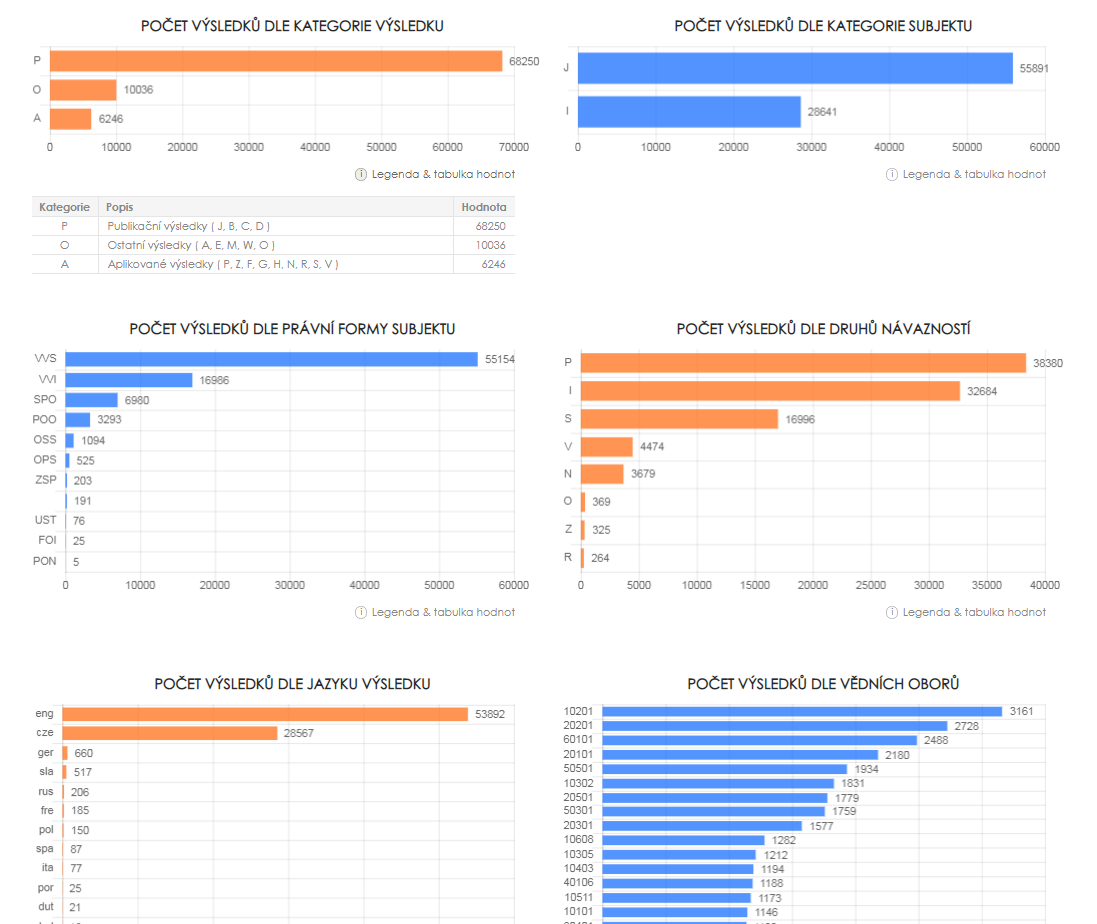 POČET VÝSLEDKŮ DLE KATEGORIE VÝSLEDKU
P 68250
O 10036
A 6246
0 10000 20000 30000 40000 50000 60000 70000
Legenda & tabulka hodnot
Kategorie Popis Hodnota
P Publikační výsledky ( J, B, C, D ) 68250
O Ostatní výsledky ( A, E, M, W, O ) 10036
A Aplikované výsledky ( P, Z, F, G, H, N, R, S, V ) 6246
POČET VÝSLEDKŮ DLE KATEGORIE SUBJEKTU
J 55891
I 28641
0 10000 20000 30000 40000 50000 60000
Legenda & tabulka hodnot
POČET VÝSLEDKŮ DLE PRÁVNÍ FORMY SUBJEKTU
VVS 55154
VVI 16986
SPO 6980
POO 3293
OSS 1094
OPS 525
ZSP 203
191
UST 76
FOI 25
PON 5
0 10000 20000 30000 40000 50000 60000
Legenda & tabulka hodnot
POČET VÝSLEDKŮ DLE DRUHŮ NÁVAZNOSTÍ
P 38380
I 32684
S 16996
V 4474
N 3679
O 369
Z 325
R 264
0 5000 10000 15000 20000 25000 30000 35000 40000
Legenda & tabulka hodnot
POČET VÝSLEDKŮ DLE JAZYKU VÝSLEDKU
eng 53892
cze 28567
ger 660
sla 517
rus 206
fre 185
pol 150
spa 87
ita 77
por 25
dut 21
POČET VÝSLEDKŮ DLE VĚDNÍCH OBORŮ
10201 3161
20201 2728
60101 2488
20101 2180
50501 1934
10302 1831
20501 1779
50301 1759
20301 1577
10608 1282
10305 1212
10403 1194
40106 1188
10511 1173
10101 1146